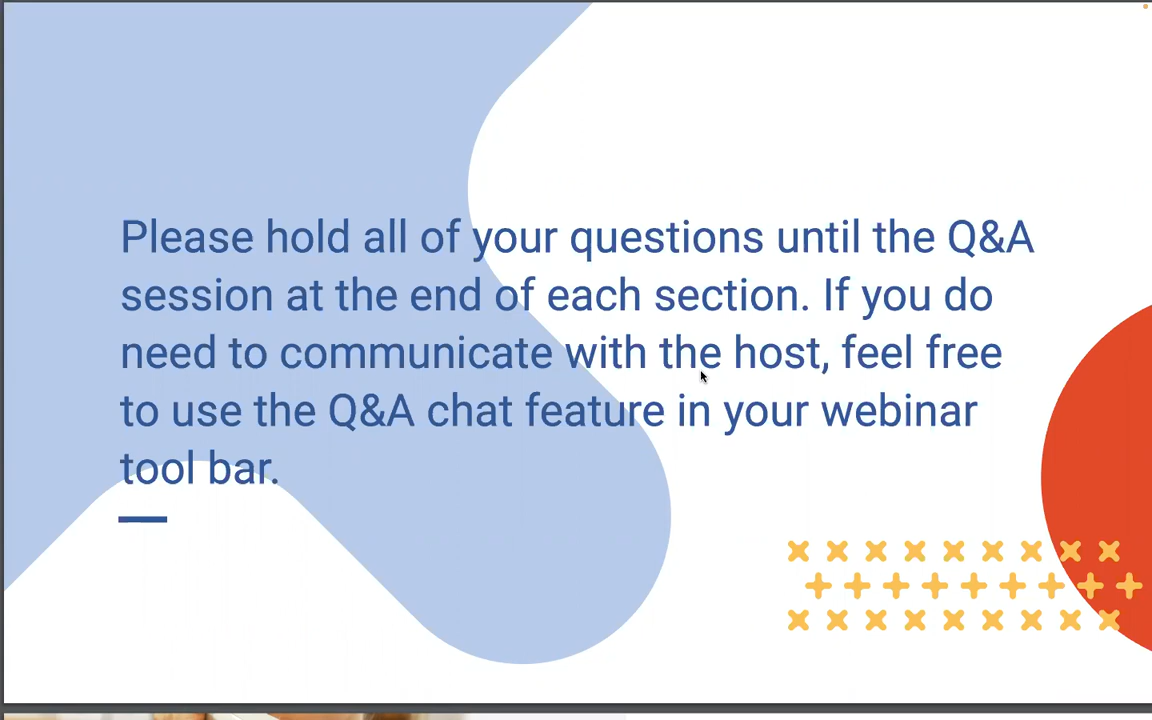 Please hold all of your questions until the Q&A
session at the end of each section. If you do
need to communicate with the host, feel free
to use the Q&A chat feature in your webinar
tool bar.